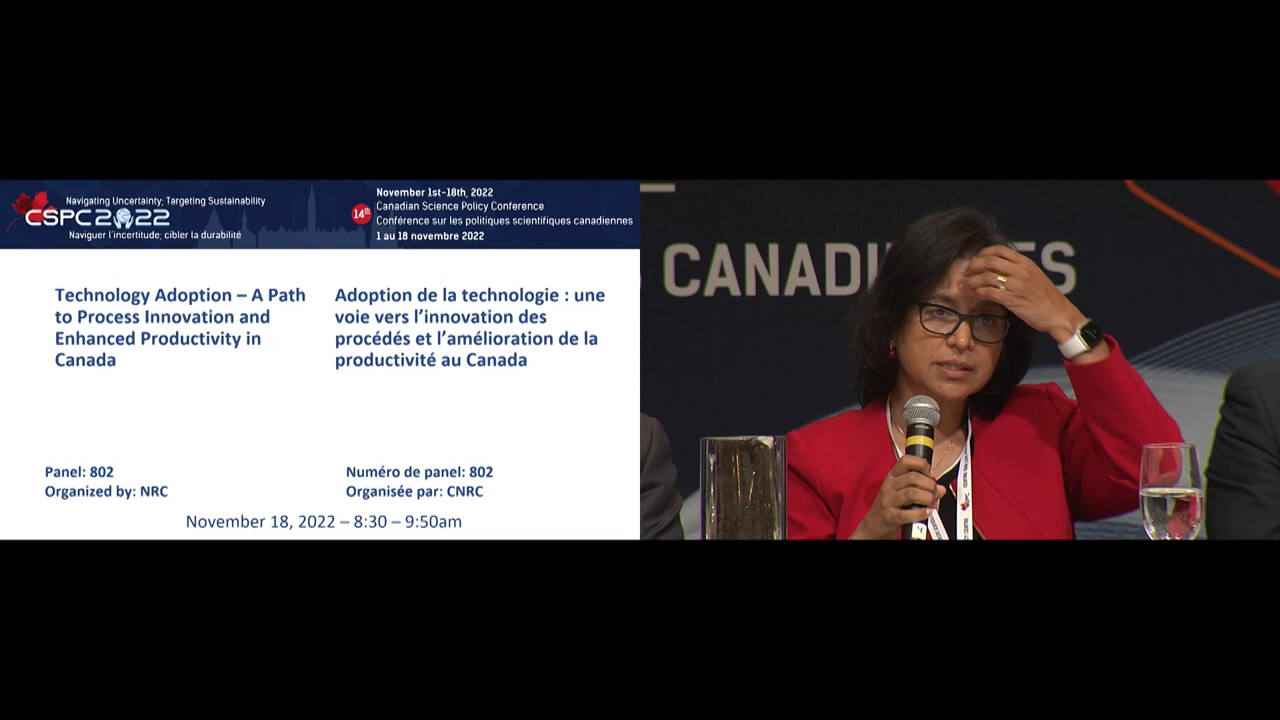 Navigating Uncertainty; Targeting Sustainability
CSPC2022
Naviguer l'incertitude; cibler la durabilité
14th
November 1st-18th, 2022
Canadian Science Policy Conference
Conférence sur les politiques scientifiques canadiennes
1 au 18 novembre 2022
Technology Adoption – A Path
to Process Innovation and
Enhanced Productivity in
Canada
Adoption de la technologie : une
voie vers l'innovation des
procédés et l'amélioration de la
productivité au Canada
Panel: 802
Organized by: NRC
Numéro de panel: 802
Organisée par: CNRC
November 18, 2022 – 8:30 – 9:50am
CANADI
ES
CSPC